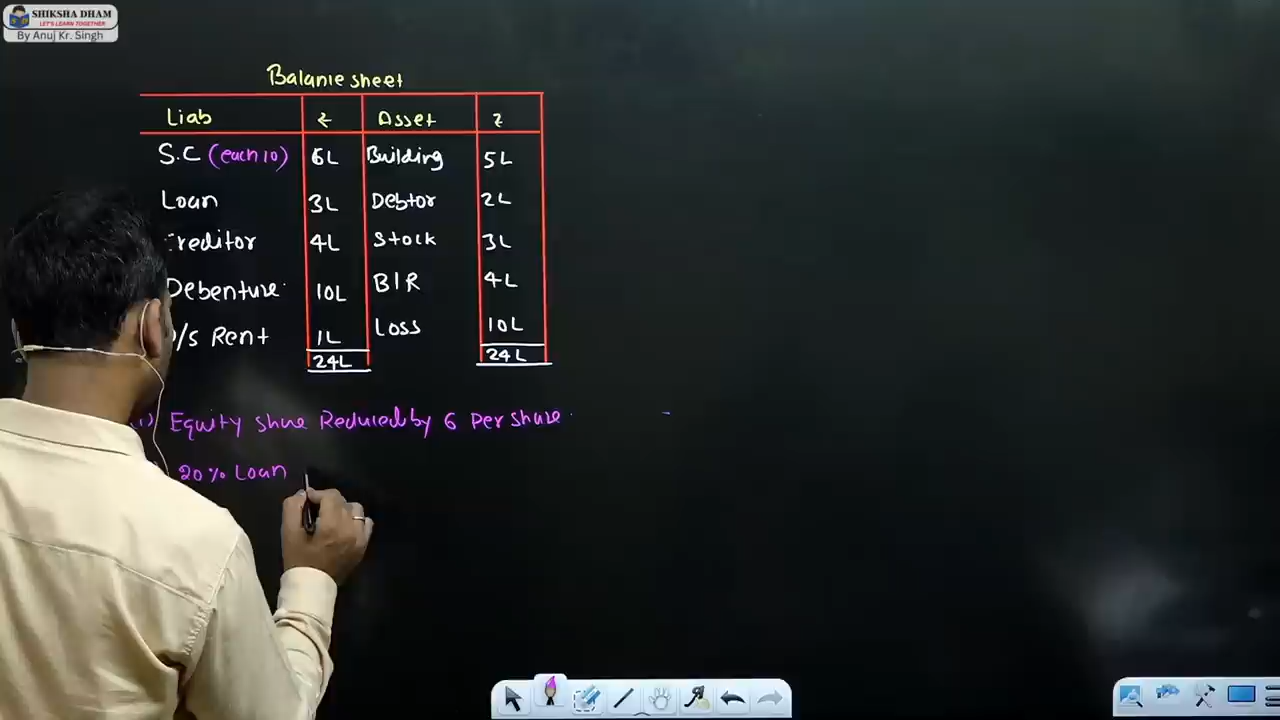 SHIKSHA DHAM
LET'S LEARN TOGETHER
By Anuj Kr. Singh
Balanie sheet
Liab ₹ Asset ₹
S.C (each 10) 6L Building 5L
Loan 3L Debtor 2L
reditor 4L Stock 3L
Debenture 10L B/R 4L
/s Rent 1L Loss 10L
24L 24L
Equity share Reduced by 6 Per share
20% Loan